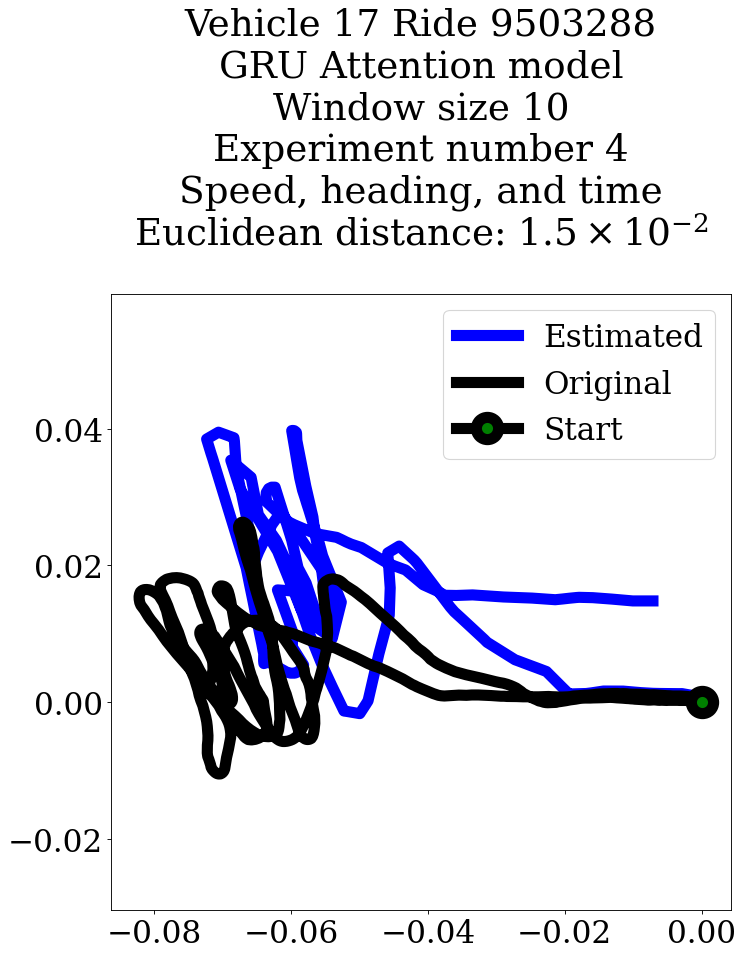 Vehicle 17 Ride 9503288
GRU Attention model
Window size 10
Experiment number 4
Speed, heading, and time
Euclidean distance: 1.5 × 10⁻²
Estimated
Original
Start
0.04
0.02
0.00
−0.02
−0.08 −0.06 −0.04 −0.02 0.00